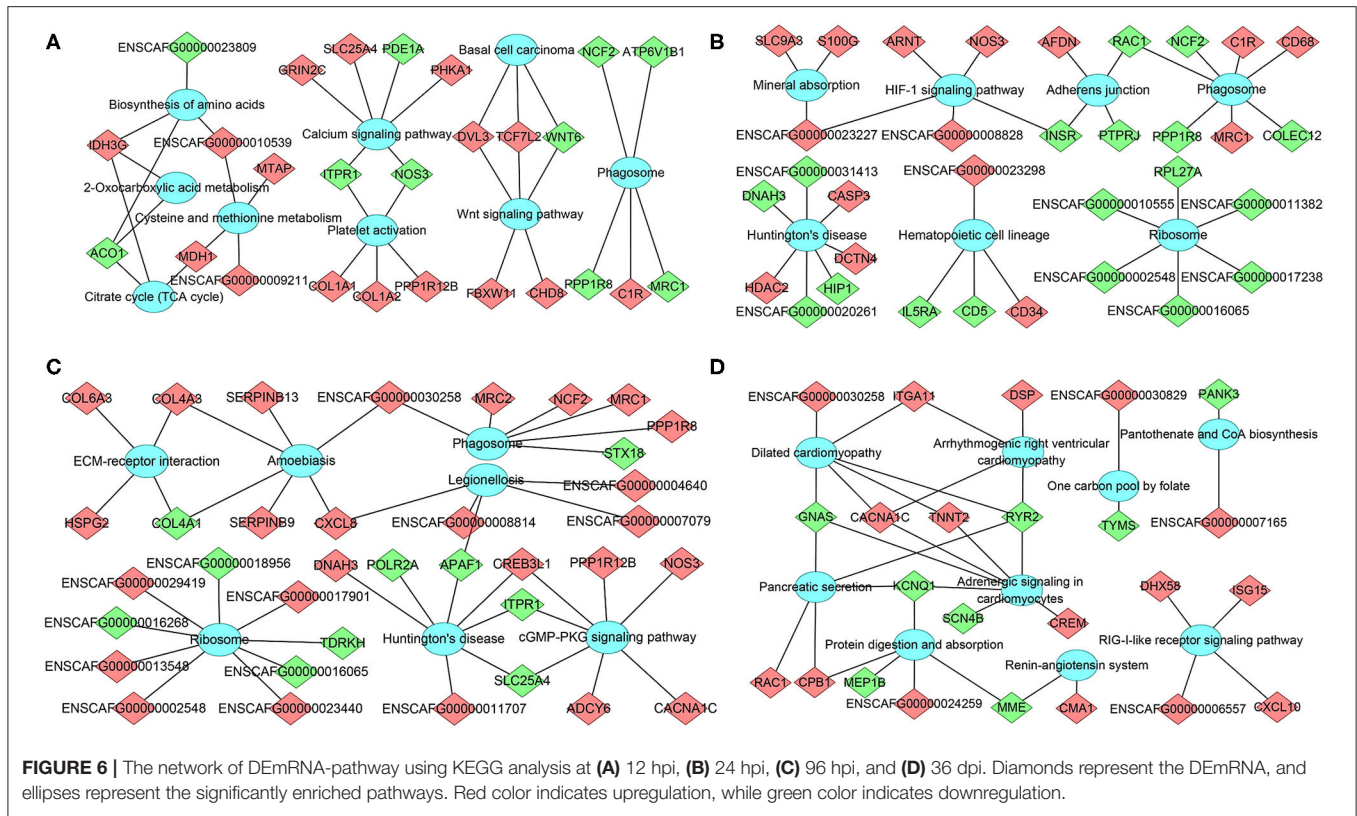 A
ENSCAFG00000023809
Biosynthesis of amino acids
IDH3G
ENSCAFG00000010539
MTAP
2-Oxocarboxylic acid metabolism
Cysteine and methionine metabolism
ACO1
MDH1
ENSCAFG00000009211
Citrate cycle (TCA cycle)
SLC25A4
PDE1A
GRIN2C
PHKA1
Calcium signaling pathway
ITPR1
NOS3
Platelet activation
COL1A1
COL1A2
PPP1R12B
Basal cell carcinoma
DVL3
TCF7L2
WNT6
Wnt signaling pathway
FBXW11
CHD8
NCF2
ATP6V1B1
Phagosome
PPP1R8
C1R
MRC1
B
SLC9A3
S100G
ARNT
NOS3
AFDN
RAC1
NCF2
C1R
CD68
Mineral absorption
HIF-1 signaling pathway
Adherens junction
Phagosome
ENSCAFG00000023227
ENSCAFG00000008828
INSR
PTPRJ
PPP1R8
MRC1
COLEC12
ENSCAFG00000031413
DNAH3
CASP3
Huntington's disease
DCTN4
HDAC2
HIP1
ENSCAFG00000020261
ENSCAFG00000023298
Hematopoietic cell lineage
IL5RA
CD5
CD34
RPL27A
ENSCAFG00000010555
ENSCAFG00000011382
Ribosome
ENSCAFG00000002548
ENSCAFG00000017238
ENSCAFG00000016065
C
COL6A3
COL4A3
SERPINB13
ENSCAFG00000030258
MRC2
NCF2
MRC1
PPP1R8
Phagosome
STX18
ECM-receptor interaction
Amoebiasis
Legionellosis
ENSCAFG00000004640
HSPG2
COL4A1
SERPINB9
CXCL8
ENSCAFG00000008814
ENSCAFG00000007079
ENSCAFG00000018956
ENSCAFG00000029419
ENSCAFG00000017901
ENSCAFG00000016268
Ribosome
TDRKH
ENSCAFG00000013548
ENSCAFG00000016065
ENSCAFG00000002548
ENSCAFG00000023440
DNAH3
POLR2A
APAF1
CREB3L1
PPP1R12B
NOS3
ITPR1
Huntington's disease
cGMP-PKG signaling pathway
SLC25A4
ENSCAFG00000011707
ADCY6
CACNA1C
D
ENSCAFG00000030258
ITGA11
DSP
ENSCAFG00000030829
PANK3
Dilated cardiomyopathy
Arrhythmogenic right ventricular
cardiomyopathy
Pantothenate and CoA biosynthesis
One carbon pool by folate
GNAS
CACNA1C
TNNT2
RYR2
TYMS
ENSCAFG00000007165
Pancreatic secretion
KCNQ1
Adrenergic signaling in
cardiomyocytes
SCN4B
CREM
DHX58
ISG15
Protein digestion and absorption
RIG-I-like receptor signaling pathway
Renin-angiotensin system
RAC1
CPB1
MEP1B
ENSCAFG00000024259
MME
CMA1
ENSCAFG00000006557
CXCL10
FIGURE 6 | The network of DEmRNA-pathway using KEGG analysis at (A) 12 hpi, (B) 24 hpi, (C) 96 hpi, and (D) 36 dpi. Diamonds represent the DEmRNA, and
ellipses represent the significantly enriched pathways. Red color indicates upregulation, while green color indicates downregulation.